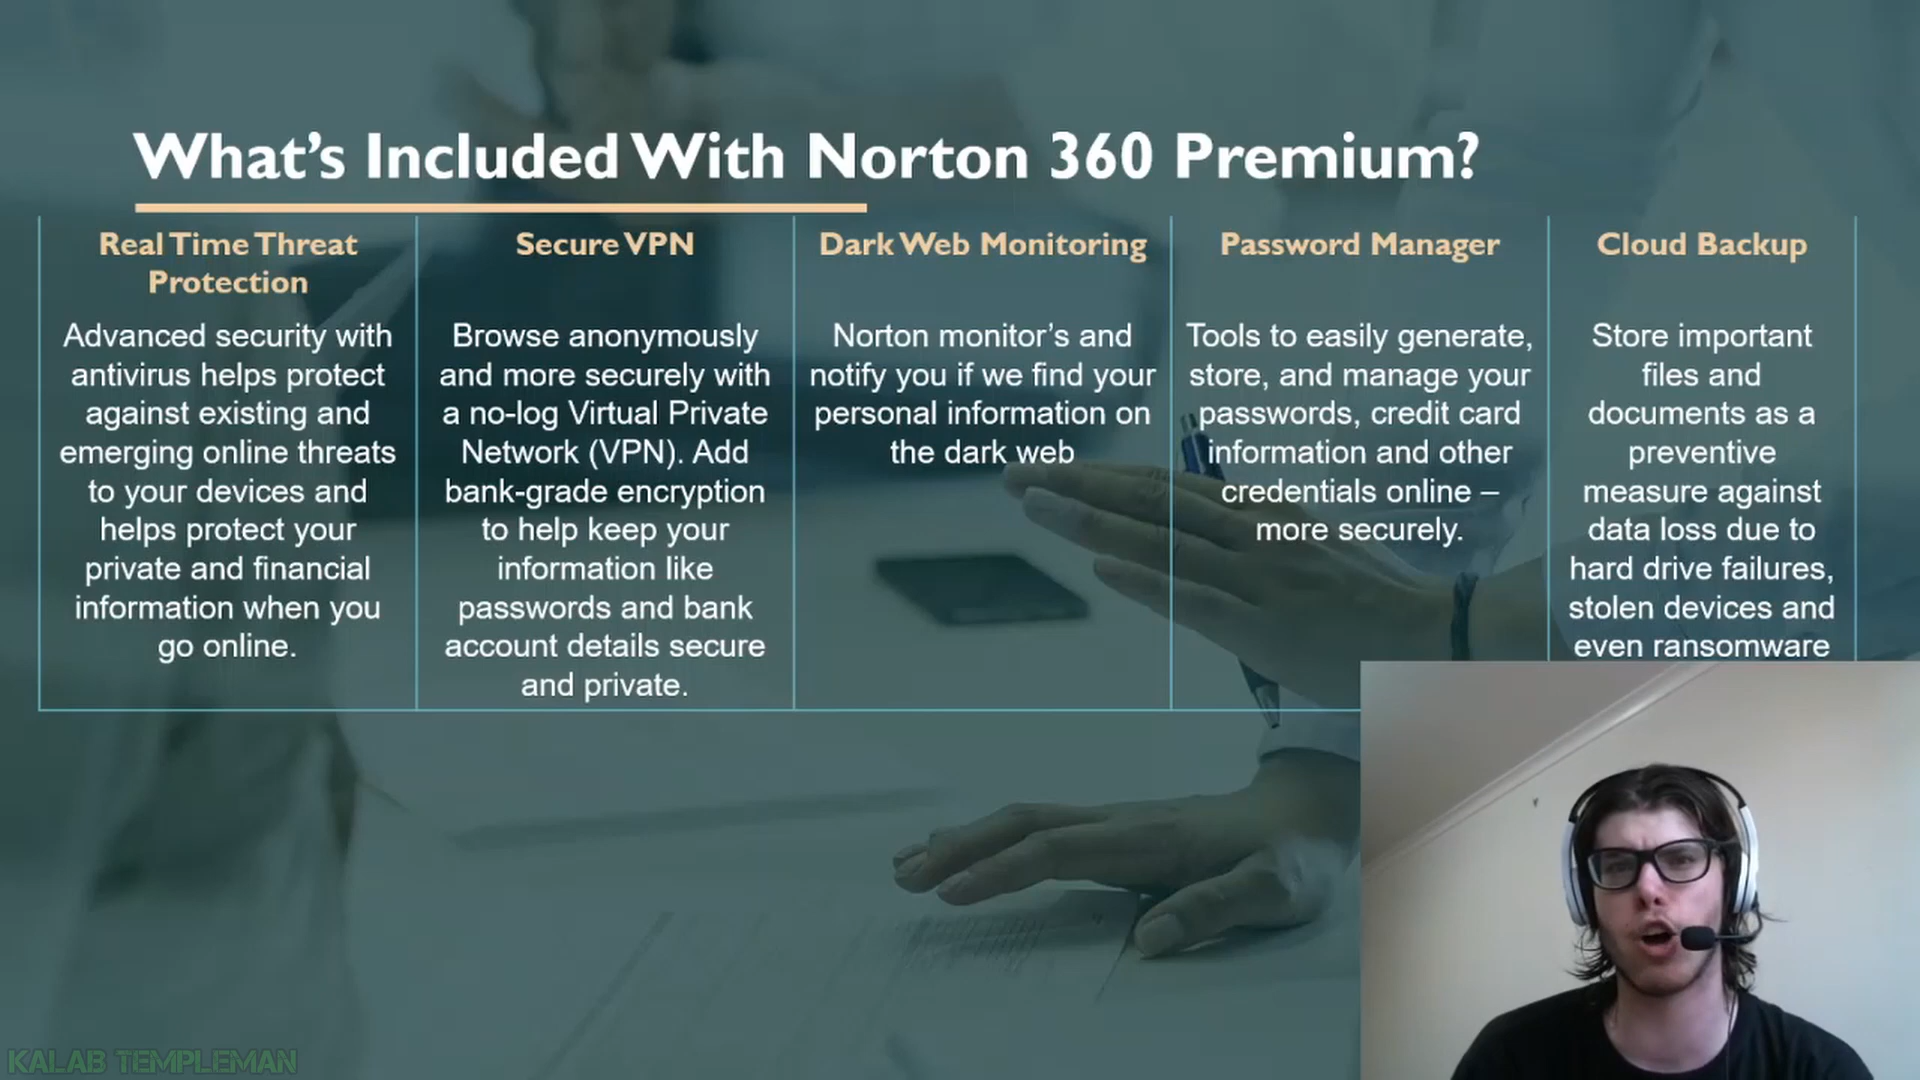 What's Included With Norton 360 Premium?
Real Time Threat
Protection
Advanced security with
antivirus helps protect
against existing and
emerging online threats
to your devices and
helps protect your
private and financial
information when you
go online.
Secure VPN
Browse anonymously
and more securely with
a no-log Virtual Private
Network (VPN). Add
bank-grade encryption
to help keep your
information like
passwords and bank
account details secure
and private.
Dark Web Monitoring
Norton monitor's and
notify you if we find your
personal information on
the dark web
Password Manager
Tools to easily generate,
store, and manage your
passwords, credit card
information and other
credentials online –
more securely.
Cloud Backup
Store important
files and
documents as a
preventive
measure against
data loss due to
hard drive failures,
stolen devices and
even ransomware
KALAB TEMPLEMAN